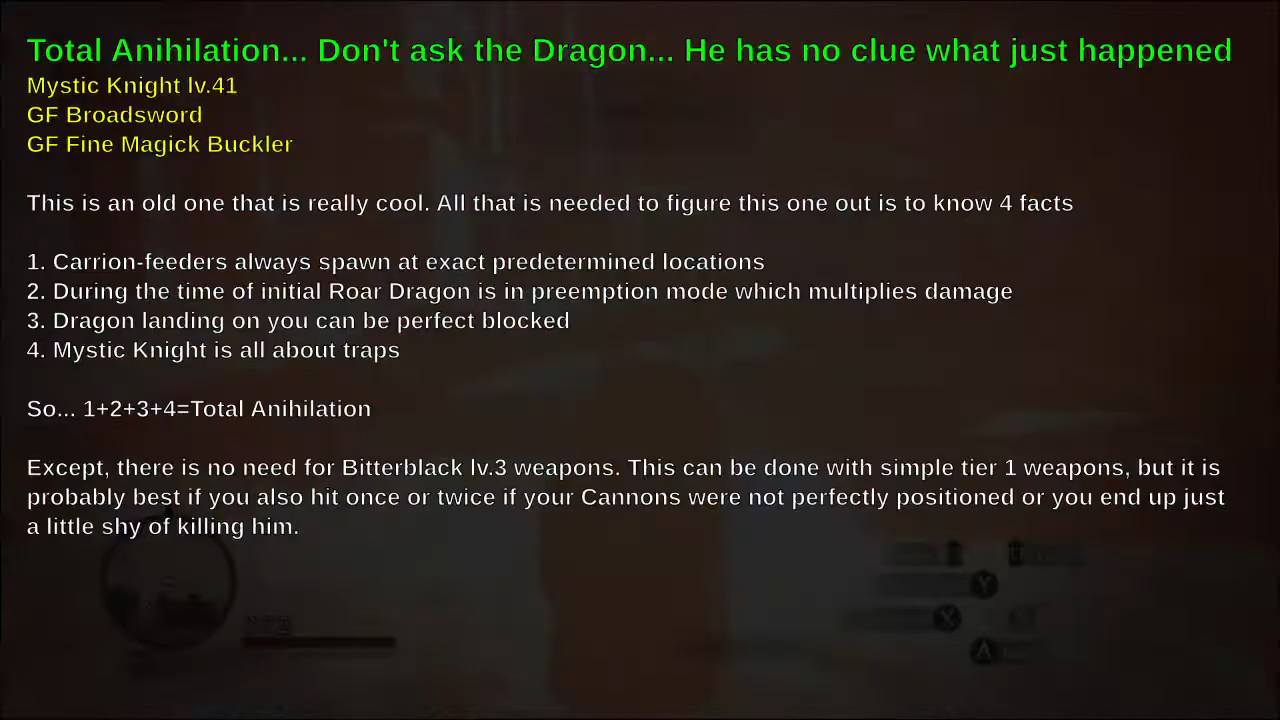 Total Anihilation... Don't ask the Dragon... He has no clue what just happened
Mystic Knight lv.41
GF Broadsword
GF Fine Magick Buckler
This is an old one that is really cool. All that is needed to figure this one out is to know 4 facts
1. Carrion-feeders always spawn at exact predetermined locations
2. During the time of initial Roar Dragon is in preemption mode which multiplies damage
3. Dragon landing on you can be perfect blocked
4. Mystic Knight is all about traps
So... 1+2+3+4=Total Anihilation
Except, there is no need for Bitterblack lv.3 weapons. This can be done with simple tier 1 weapons, but it is
probably best if you also hit once or twice if your Cannons were not perfectly positioned or you end up just
a little shy of killing him.
Y
X
A